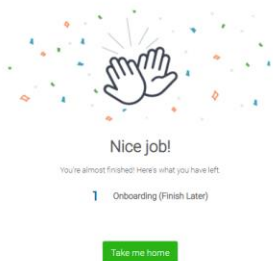 Nice job!
You're almost finished! Here's what you have left.
1 Onboarding (Finish Later)
Take me home